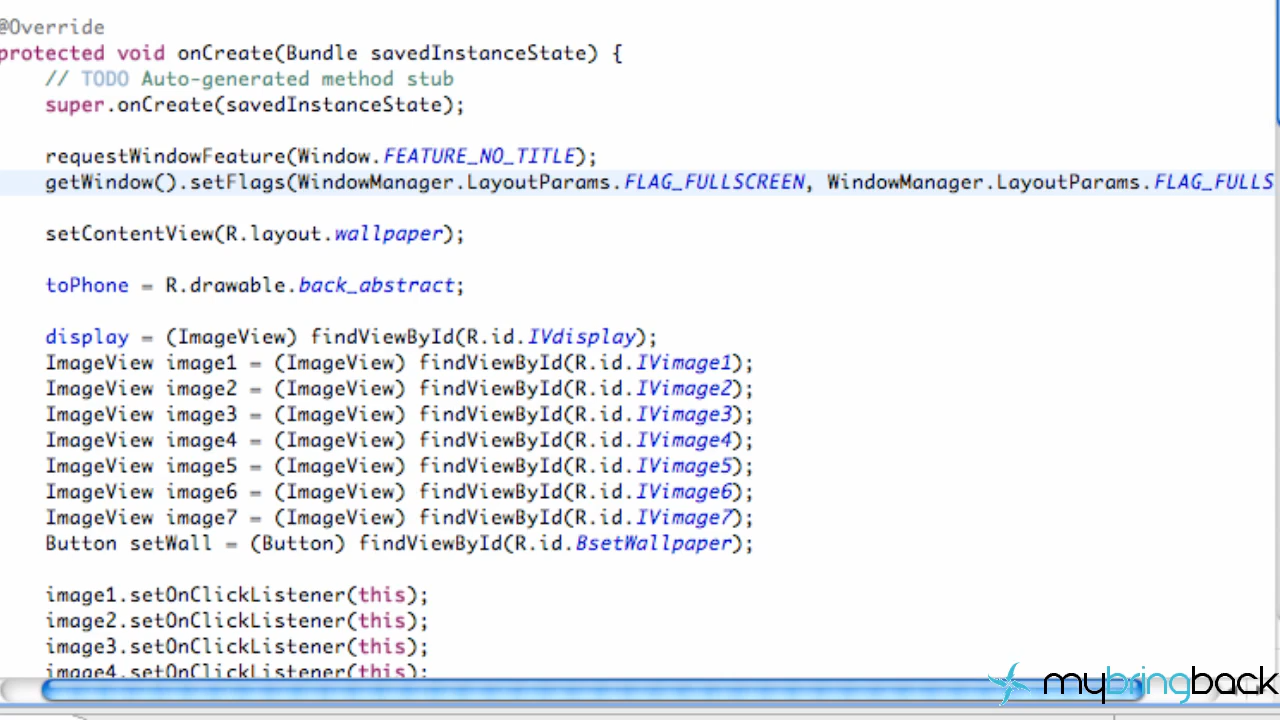 @Override
protected void onCreate(Bundle savedInstanceState) {
// TODO Auto-generated method stub
super.onCreate(savedInstanceState);
requestWindowFeature(Window.FEATURE_NO_TITLE);
getWindow().setFlags(WindowManager.LayoutParams.FLAG_FULLSCREEN, WindowManager.LayoutParams.FLAG_FULLS
setContentView(R.layout.wallpaper);
toPhone = R.drawable.back_abstract;
display = (ImageView) findViewById(R.id.IVdisplay);
ImageView image1 = (ImageView) findViewById(R.id.IVimage1);
ImageView image2 = (ImageView) findViewById(R.id.IVimage2);
ImageView image3 = (ImageView) findViewById(R.id.IVimage3);
ImageView image4 = (ImageView) findViewById(R.id.IVimage4);
ImageView image5 = (ImageView) findViewById(R.id.IVimage5);
ImageView image6 = (ImageView) findViewById(R.id.IVimage6);
ImageView image7 = (ImageView) findViewById(R.id.IVimage7);
Button setWall = (Button) findViewById(R.id.BsetWallpaper);
image1.setOnClickListener(this);
image2.setOnClickListener(this);
image3.setOnClickListener(this);
image4.setOnClickListener(this);
mybringback